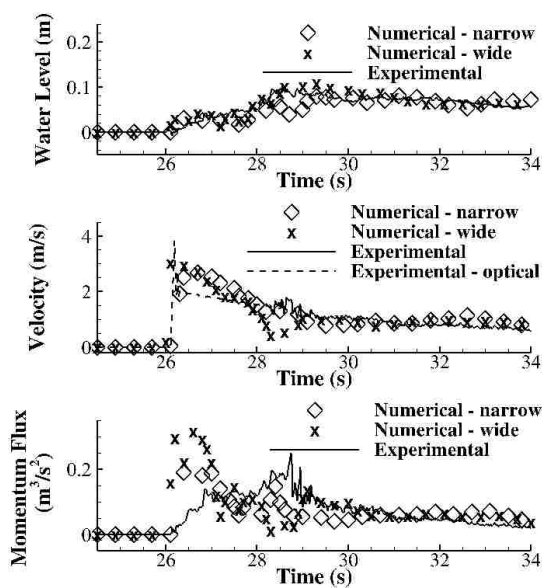 Water Level (m)
0.2
0.1
0
26
28
30
32
34
Time (s)
Numerical - narrow
Numerical - wide
Experimental
Velocity (m/s)
4
2
0
26
28
30
32
34
Time (s)
Numerical - narrow
Numerical - wide
Experimental
Experimental - optical
Momentum Flux
(m³/s²)
0.2
0
26
28
30
32
34
Time (s)
Numerical - narrow
Numerical - wide
Experimental